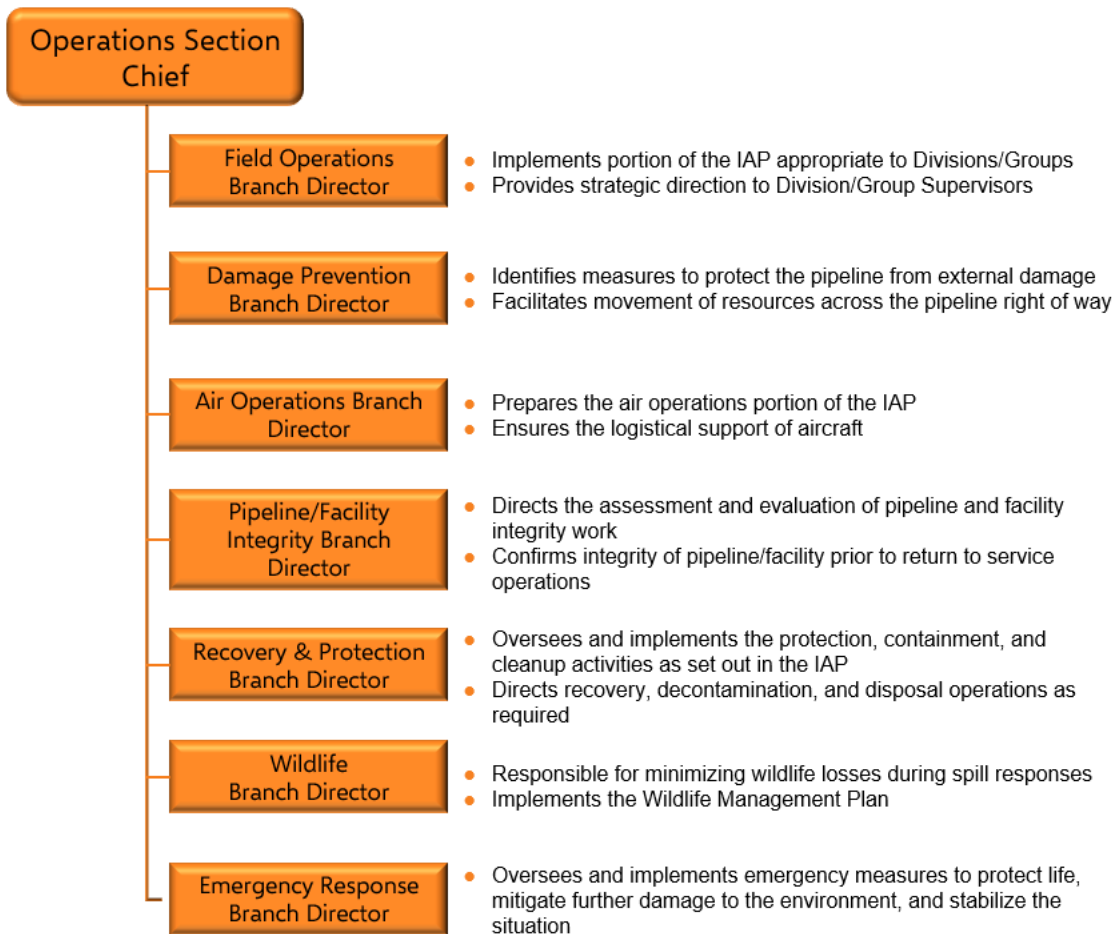 Operations Section
Chief
Field Operations
Branch Director
• Implements portion of the IAP appropriate to Divisions/Groups
• Provides strategic direction to Division/Group Supervisors
Damage Prevention
Branch Director
• Identifies measures to protect the pipeline from external damage
• Facilitates movement of resources across the pipeline right of way
Air Operations Branch
Director
• Prepares the air operations portion of the IAP
• Ensures the logistical support of aircraft
Pipeline/Facility
Integrity Branch
Director
• Directs the assessment and evaluation of pipeline and facility
integrity work
• Confirms integrity of pipeline/facility prior to return to service
operations
Recovery & Protection
Branch Director
• Oversees and implements the protection, containment, and
cleanup activities as set out in the IAP
• Directs recovery, decontamination, and disposal operations as
required
Wildlife
Branch Director
• Responsible for minimizing wildlife losses during spill responses
• Implements the Wildlife Management Plan
Emergency Response
Branch Director
• Oversees and implements emergency measures to protect life,
mitigate further damage to the environment, and stabilize the
situation